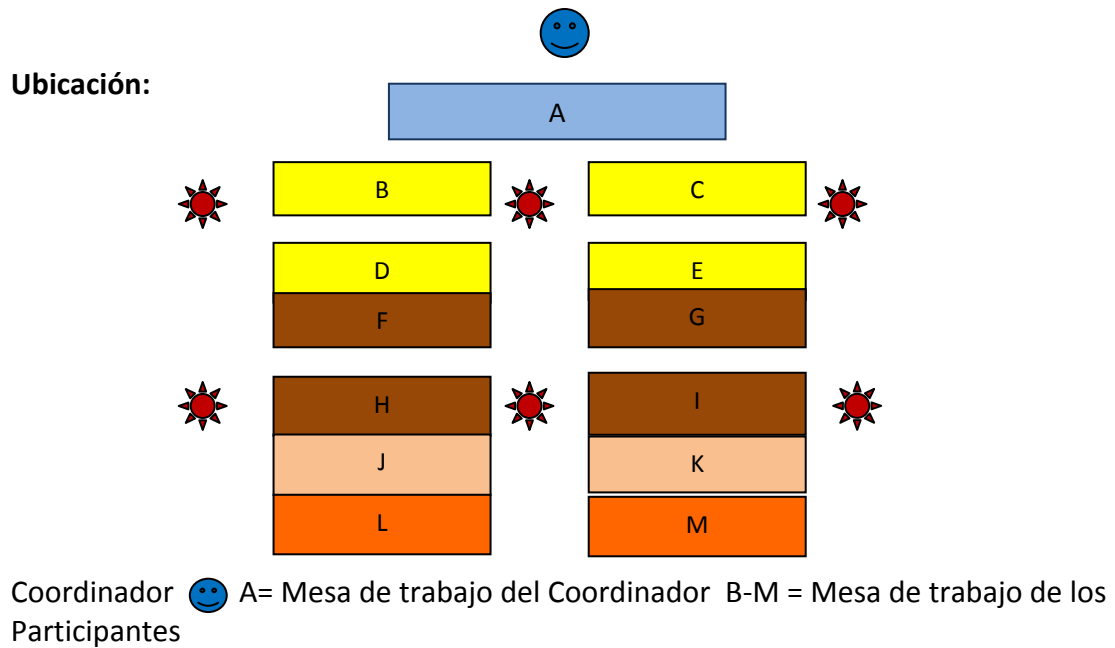 Ubicación:
A
B C
D E
F G
H I
J K
L M
Coordinador A= Mesa de trabajo del Coordinador B-M = Mesa de trabajo de los
Participantes